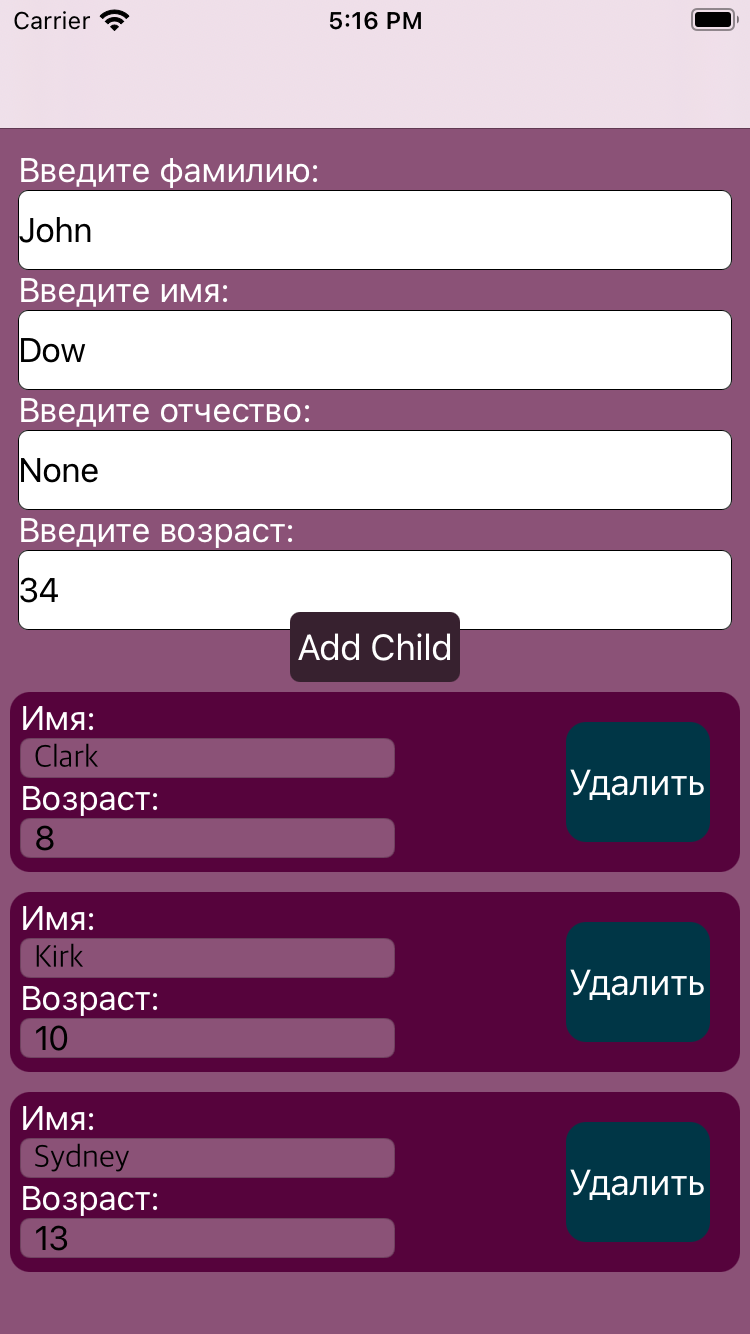 Carrier 5:16 PM
Введите фамилию:
John
Введите имя:
Dow
Введите отчество:
None
Введите возраст:
34
Add Child
Имя:
Clark
Удалить
Возраст:
8
Имя:
Kirk
Удалить
Возраст:
10
Имя:
Sydney
Удалить
Возраст:
13